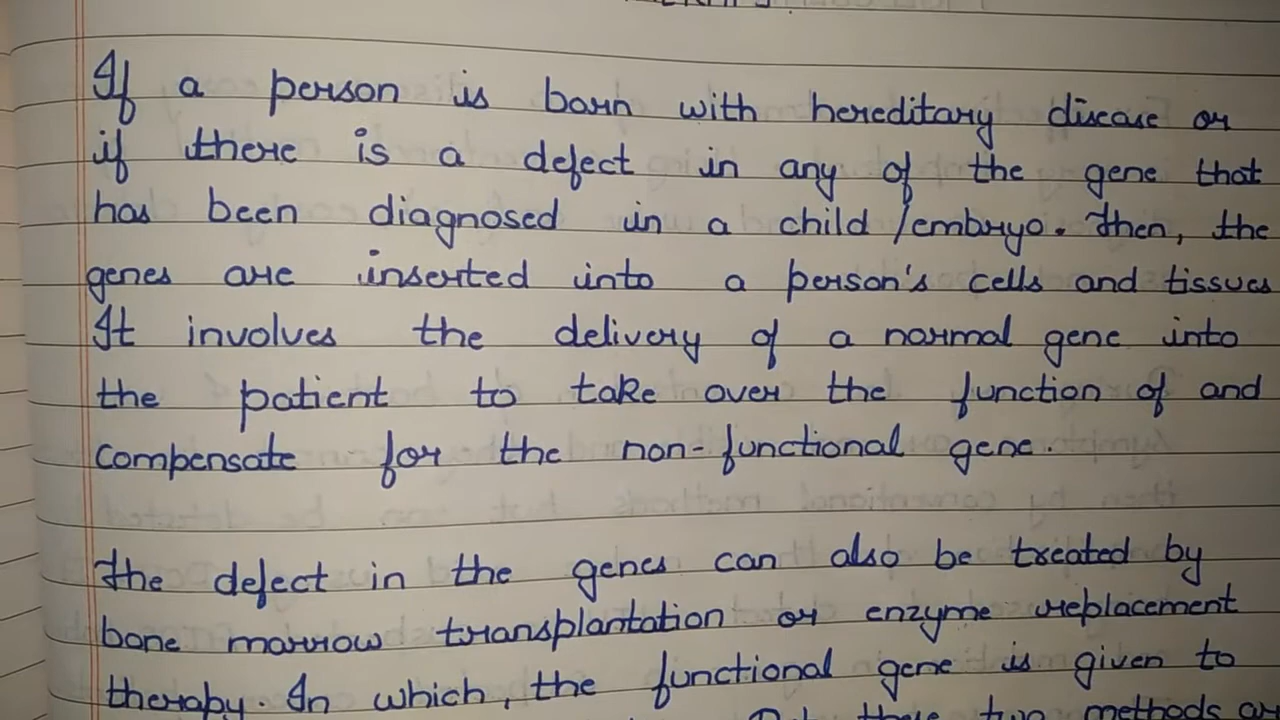 If a person is born with hereditary disease or
if there is a defect in any of the gene that
has been diagnosed in a child /embryo. Then, the
genes are inserted into a person's cells and tissues
It involves the delivery of a normal gene into
the patient to take over the function of and
compensate for the non-functional gene.
The defect in the genes can also be treated by
bone marrow transplantation or enzyme replacement
theraby. In which, the functional gene is given to
two methods ar